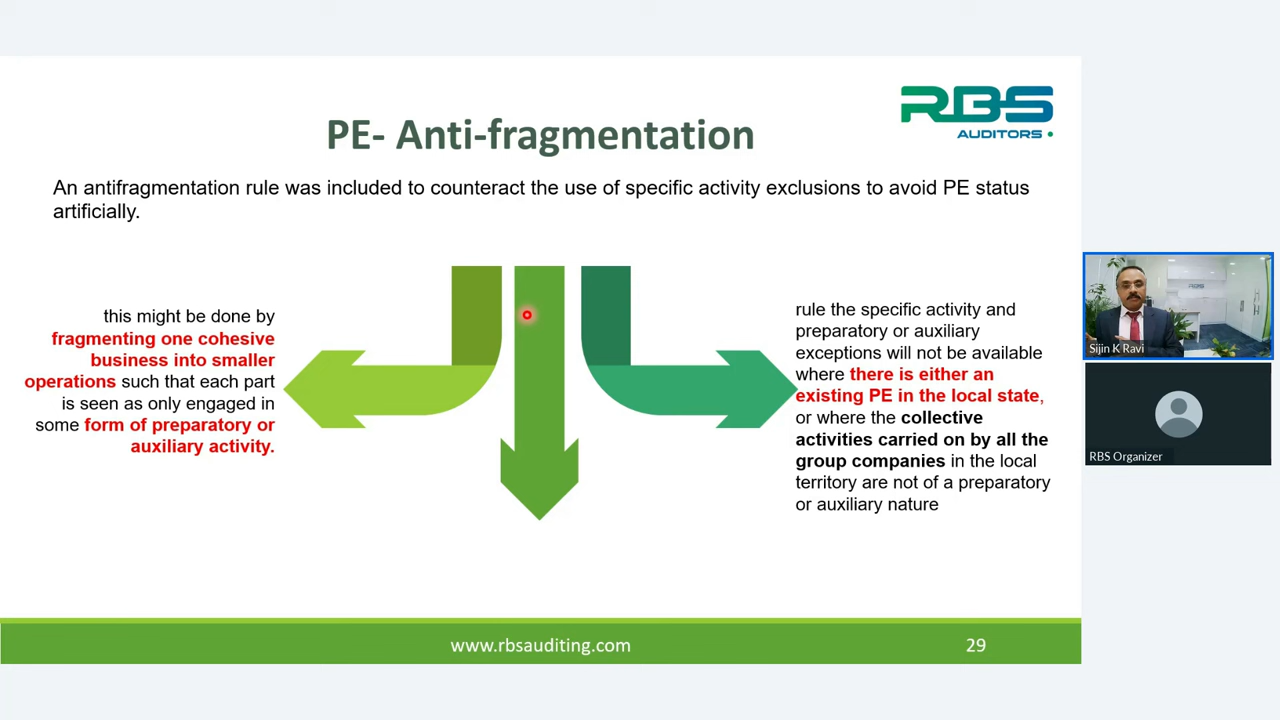 RBS
AUDITORS
PE- Anti-fragmentation
An antifragmentation rule was included to counteract the use of specific activity exclusions to avoid PE status
artificially.
this might be done by
fragmenting one cohesive
business into smaller
operations such that each part
is seen as only engaged in
some form of preparatory or
auxiliary activity.
rule the specific activity and
preparatory or auxiliary
exceptions will not be available
where there is either an
existing PE in the local state,
or where the collective
activities carried on by all the
group companies in the local
territory are not of a preparatory
or auxiliary nature
www.rbsauditing.com
29
RBS
Sijin K Ravi
RBS Organizer